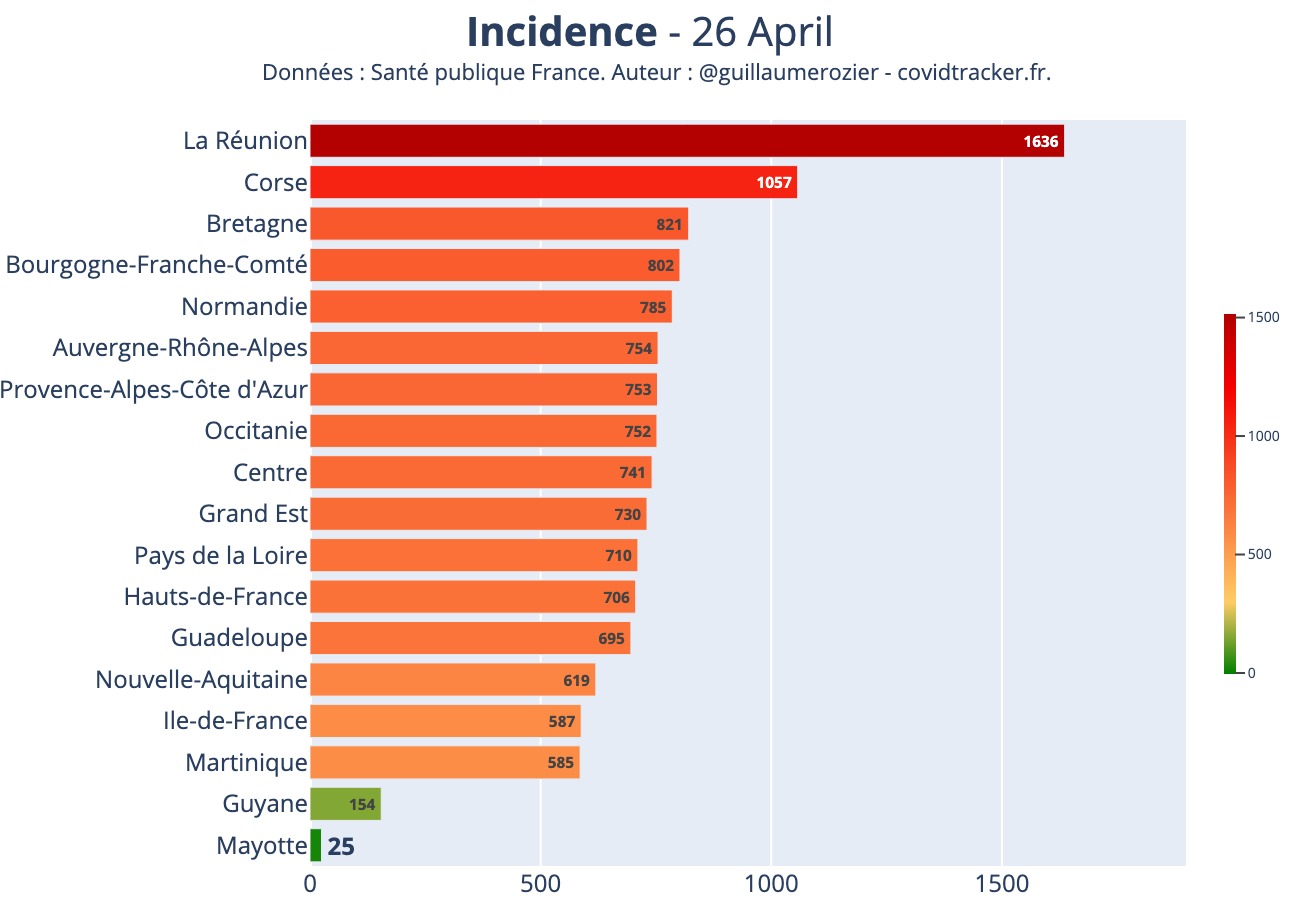 Incidence - 26 April
Données : Santé publique France. Auteur : @guillaumerozier - covidtracker.fr.
La Réunion 1636
Corse 1057
Bretagne 821
Bourgogne-Franche-Comté 802
Normandie 785
Auvergne-Rhône-Alpes 754
Provence-Alpes-Côte d'Azur 753
Occitanie 752
Centre 741
Grand Est 730
Pays de la Loire 710
Hauts-de-France 706
Guadeloupe 695
Nouvelle-Aquitaine 619
Ile-de-France 587
Martinique 585
Guyane 154
Mayotte 25
0 500 1000 1500
1500
1000
500
0